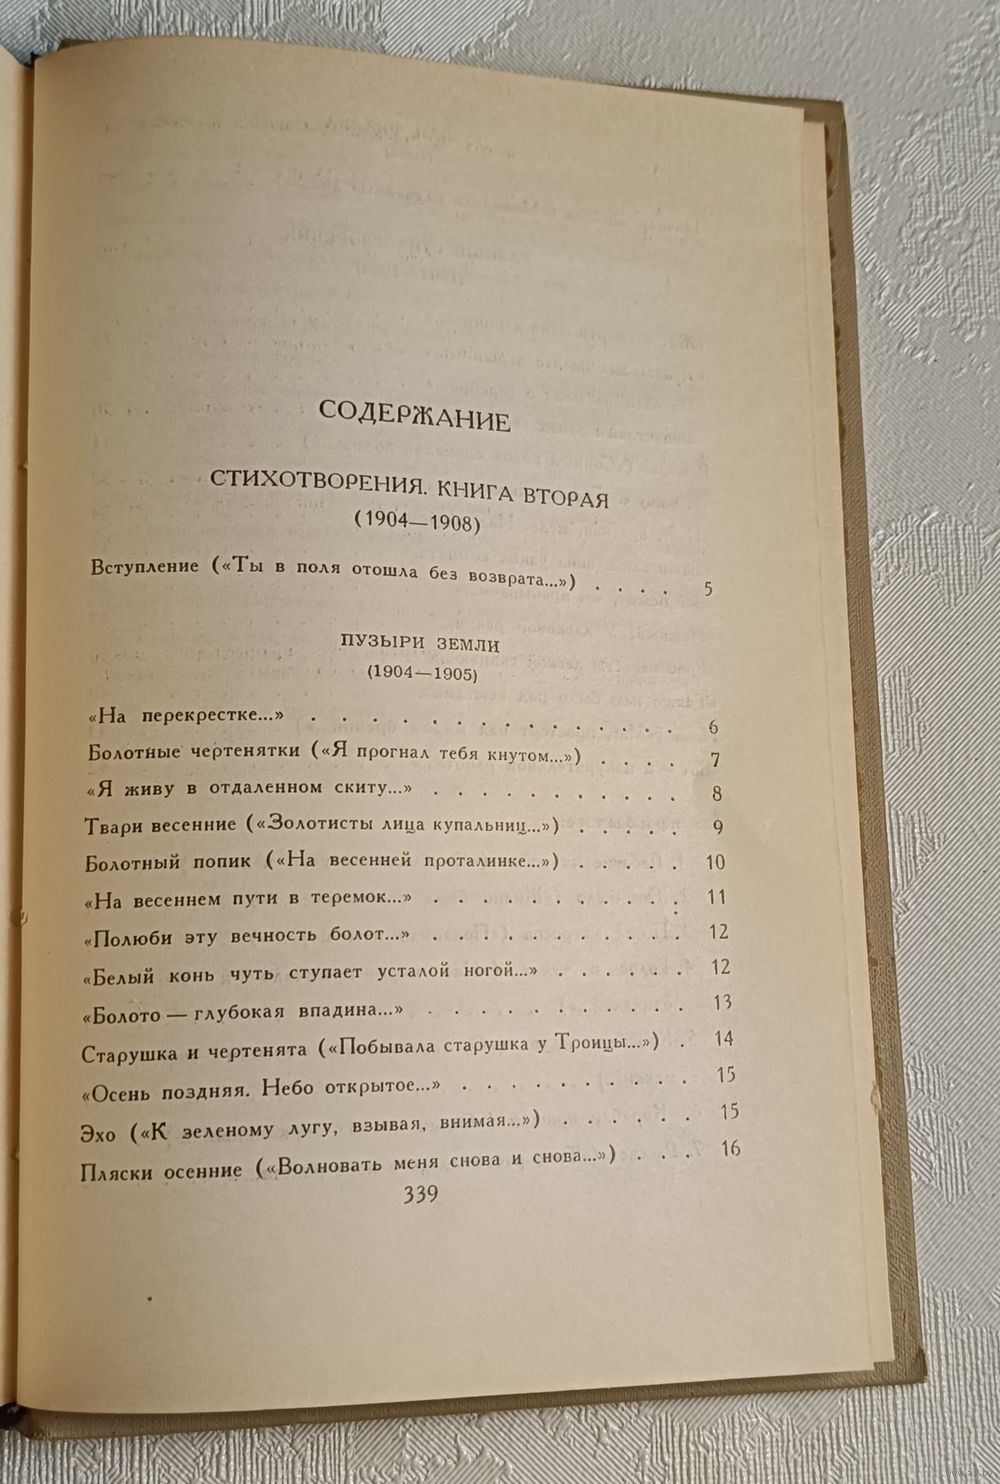 СОДЕРЖАНИЕ
СТИХОТВОРЕНИЯ. КНИГА ВТОРАЯ
(1904—1908)
Вступление («Ты в поля отошла без возврата...») . . . . 5
ПУЗЫРИ ЗЕМЛИ
(1904—1905)
«На перекрестке...» . . . . . . . . . . . . 6
Болотные чертенятки («Я прогнал тебя кнутом...») . . . . 7
«Я живу в отдаленном скиту...» . . . . . . . . . . 8
Твари весенние («Золотисты лица купальниц...») . . . . . 9
Болотный попик («На весенней проталинке...») . . . . . 10
«На весеннем пути в теремок...» . . . . . . . . . . 11
«Полюби эту вечность болот...» . . . . . . . . . . 12
«Белый конь чуть ступает усталой ногой...» . . . . . . 12
«Болото — глубокая впадина...» . . . . . . . . . . 13
Старушка и чертенята («Побывала старушка у Троицы...») . 14
«Осень поздняя. Небо открытое...» . . . . . . . . . 15
Эхо («К зеленому лугу, взывая, внимая...») . . . . . . 15
Пляски осенние («Волновать меня снова и снова...») . . . 16
339